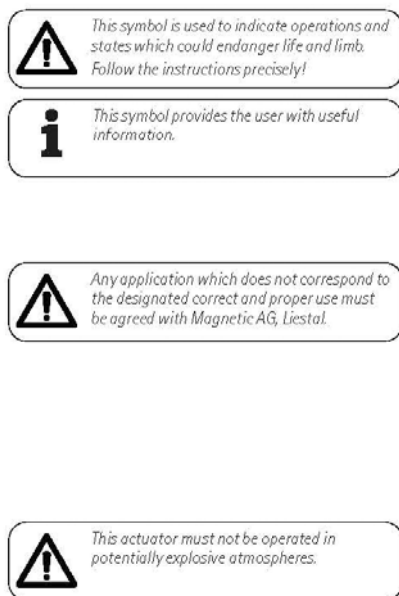 This symbol is used to indicate operations and
states which could endanger life and limb.
Follow the instructions precisely!
This symbol provides the user with useful
information.
Any application which does not correspond to
the designated correct and proper use must
be agreed with Magnetic AG, Liestal.
This actuator must not be operated in
potentially explosive atmospheres.